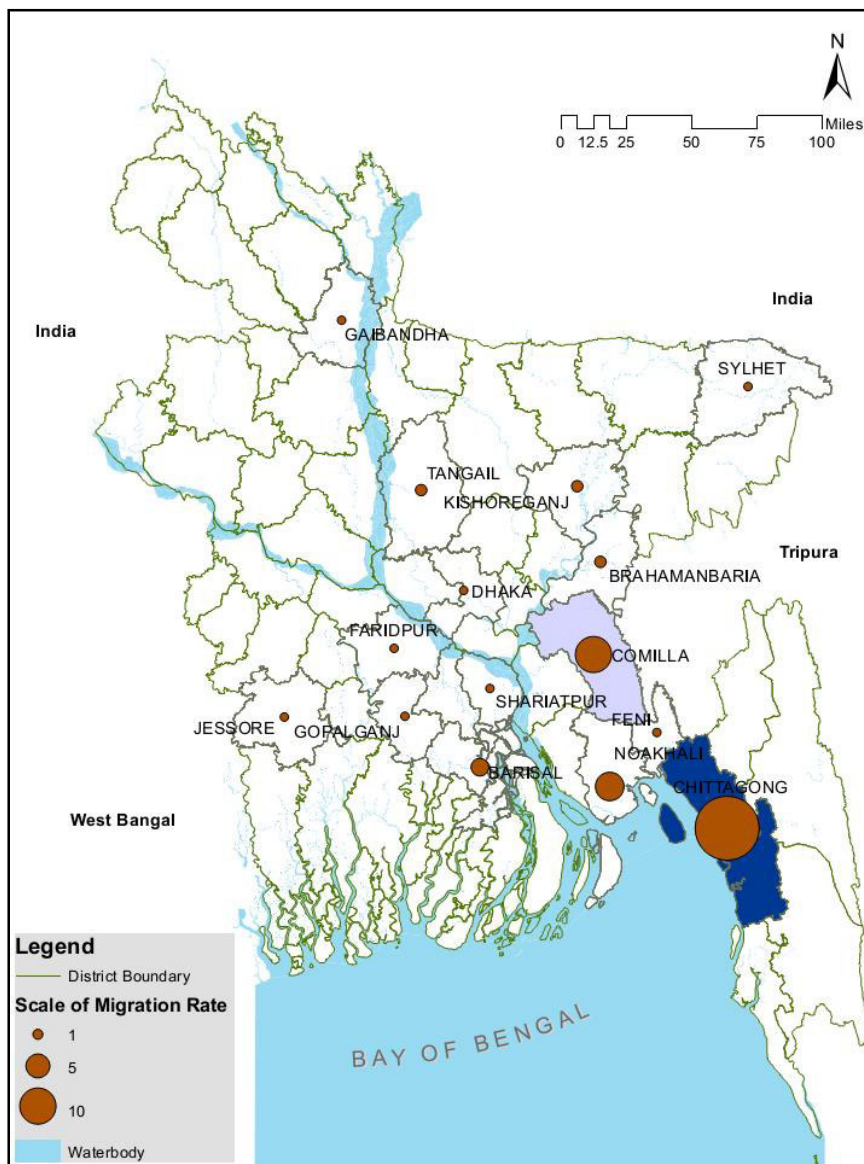 N
Miles
0 12.5 25 50 75 100
India
India
GAIBANDHA
SYLHET
TANGAIL
KISHOREGANJ
Tripura
BRAHAMANBARIA
DHAKA
FARIDPUR
COMILLA
SHARIATPUR
JESSORE
GOPALGANJ
FENI
NOAKHALI
BARISAL
CHITTAGONG
West Bangal
BAY OF BENGAL
Legend
District Boundary
Scale of Migration Rate
1
5
10
Waterbody